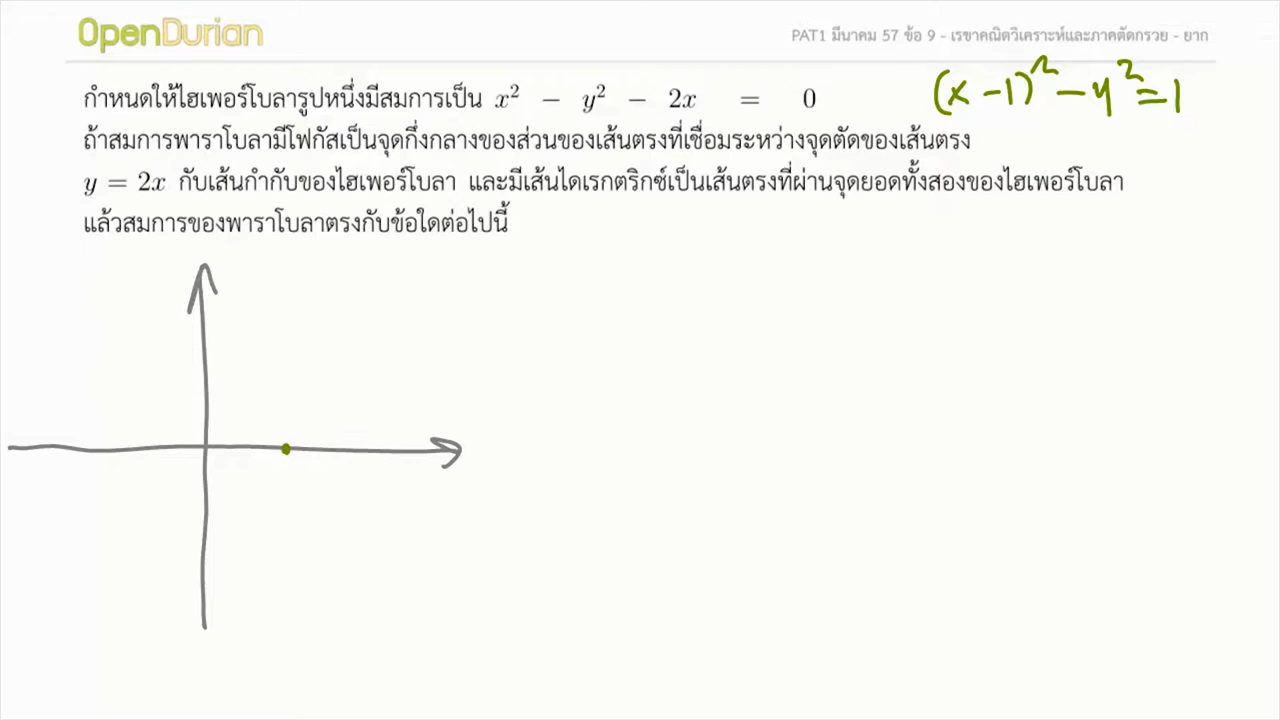 OpenDurian
PAT1 มีนาคม 57 ข้อ 9 - เรขาคณิตวิเคราะห์และภาคตัดกรวย - ยาก
กำหนดให้ไฮเพอร์โบลารูปหนึ่งมีสมการเป็น x² − y² − 2x = 0
(x − 1)² − y² = 1
ถ้าสมการพาราโบลามีโฟกัสเป็นจุดกึ่งกลางของส่วนของเส้นตรงที่เชื่อมระหว่างจุดตัดของเส้นตรง
y = 2x กับเส้นกำกับของไฮเพอร์โบลา และมีเส้นไดเรกตริกซ์เป็นเส้นตรงที่ผ่านจุดยอดทั้งสองของไฮเพอร์โบลา
แล้วสมการของพาราโบลาตรงกับข้อใดต่อไปนี้